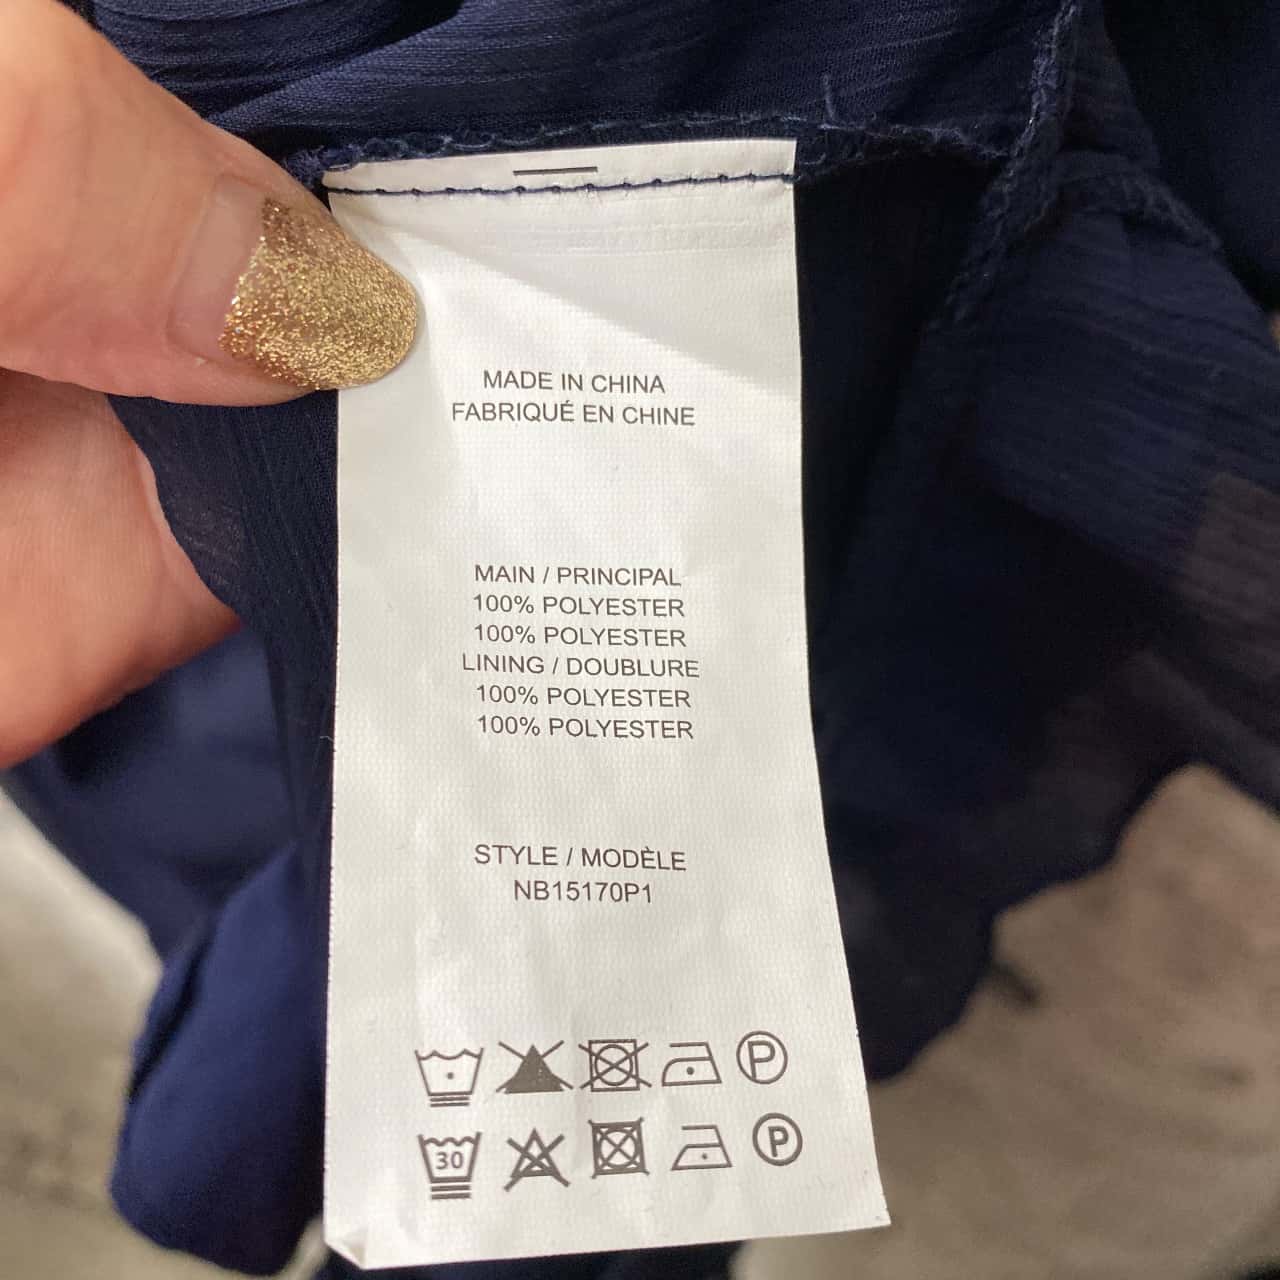 MADE IN CHINA
FABRIQUÉ EN CHINE
MAIN / PRINCIPAL
100% POLYESTER
100% POLYESTER
LINING / DOUBLURE
100% POLYESTER
100% POLYESTER
STYLE / MODÈLE
NB15170P1
P
30 P